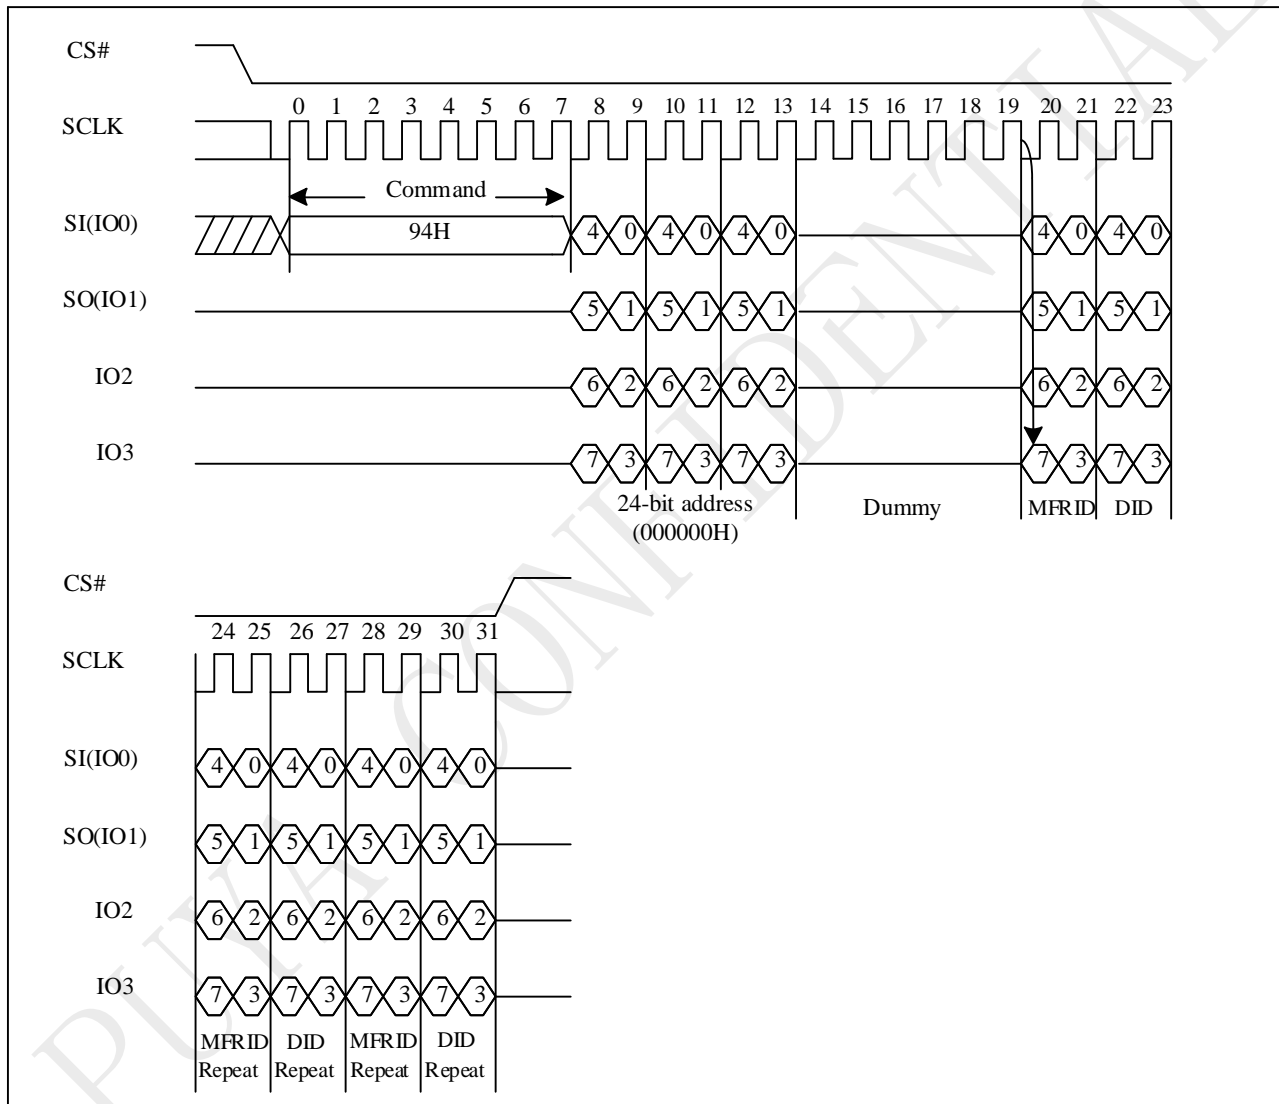 CS#
0 1 2 3 4 5 6 7 8 9 10 11 12 13 14 15 16 17 18 19 20 21 22 23
SCLK
Command
SI(IO0) 94H 4 0 4 0 4 0 4 0 4 0
SO(IO1) 5 1 5 1 5 1 5 1 5 1
IO2 6 2 6 2 6 2 6 2 6 2
IO3 7 3 7 3 7 3 7 3 7 3
24-bit address Dummy MFRID DID
(000000H)
CS#
24 25 26 27 28 29 30 31
SCLK
SI(IO0) 4 0 4 0 4 0 4 0
SO(IO1) 5 1 5 1 5 1 5 1
IO2 6 2 6 2 6 2 6 2
IO3 7 3 7 3 7 3 7 3
MFRID DID MFRID DID
Repeat Repeat Repeat Repeat
PUYA CONFIDENTIAL